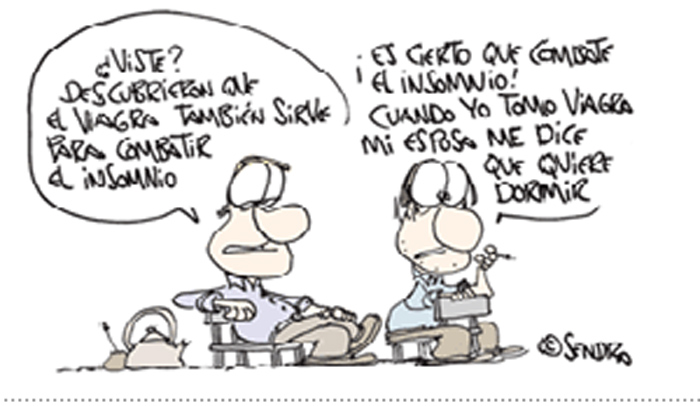 ¿VISTE?
DESCUBRIERON QUE
EL VIAGRA TAMBIÉN SIRVE
PARA COMBATIR
EL INSOMNIO
¡ES CIERTO QUE COMBATE
EL INSOMNIO!
CUANDO YO TOMO VIAGRA
MI ESPOSA ME DICE
QUE QUIERE
DORMIR
© SENDRA